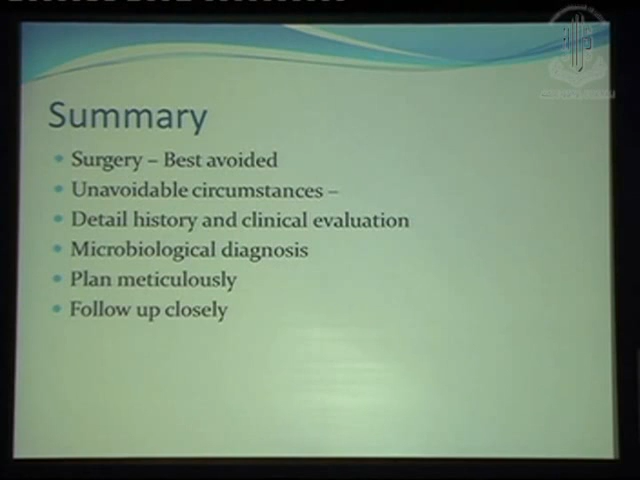 Summary
Surgery – Best avoided
Unavoidable circumstances –
Detail history and clinical evaluation
Microbiological diagnosis
Plan meticulously
Follow up closely